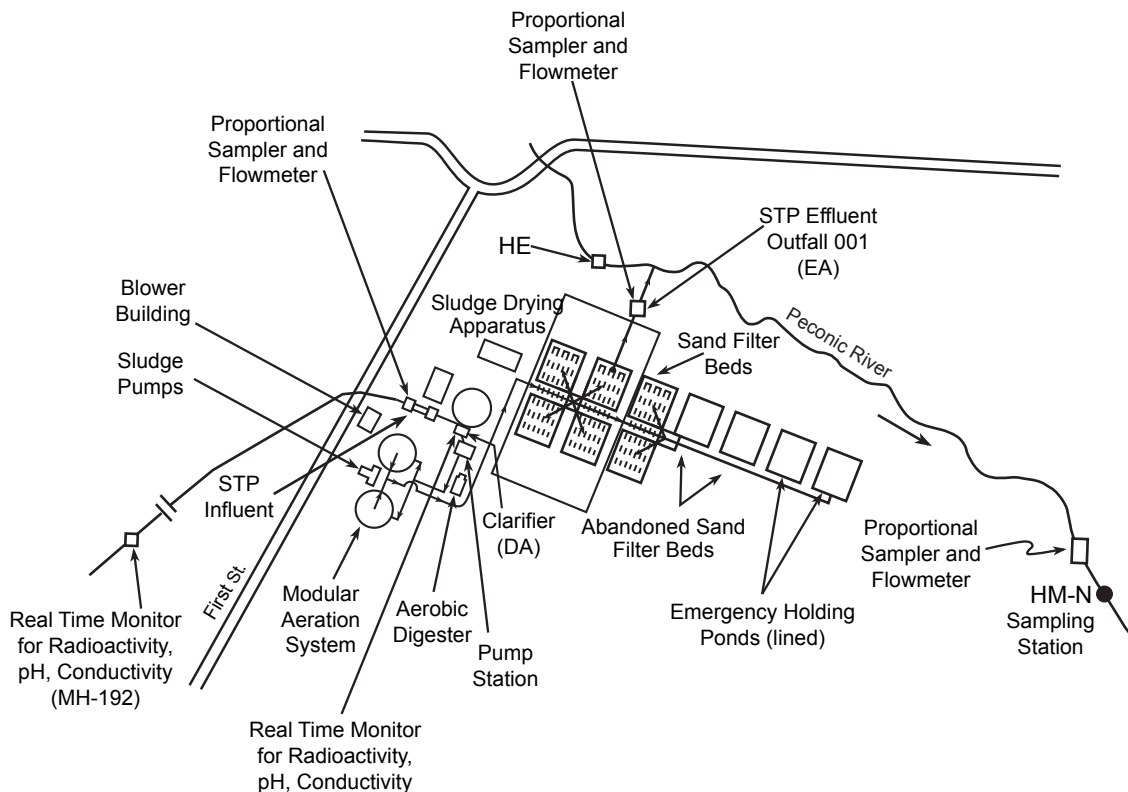 Proportional
Sampler and
Flowmeter
Proportional
Sampler and
Flowmeter
STP Effluent
Outfall 001
(EA)
HE
Blower
Building
Sludge Drying
Apparatus
Peconic River
Sand Filter
Beds
Sludge
Pumps
STP
Influent
Clarifier
(DA)
Abandoned Sand
Filter Beds
Proportional
Sampler and
Flowmeter
First St.
Modular
Aeration
System
Aerobic
Digester
Emergency Holding
Ponds (lined)
HM-N
Sampling
Station
Real Time Monitor
for Radioactivity,
pH, Conductivity
(MH-192)
Pump
Station
Real Time Monitor
for Radioactivity,
pH, Conductivity